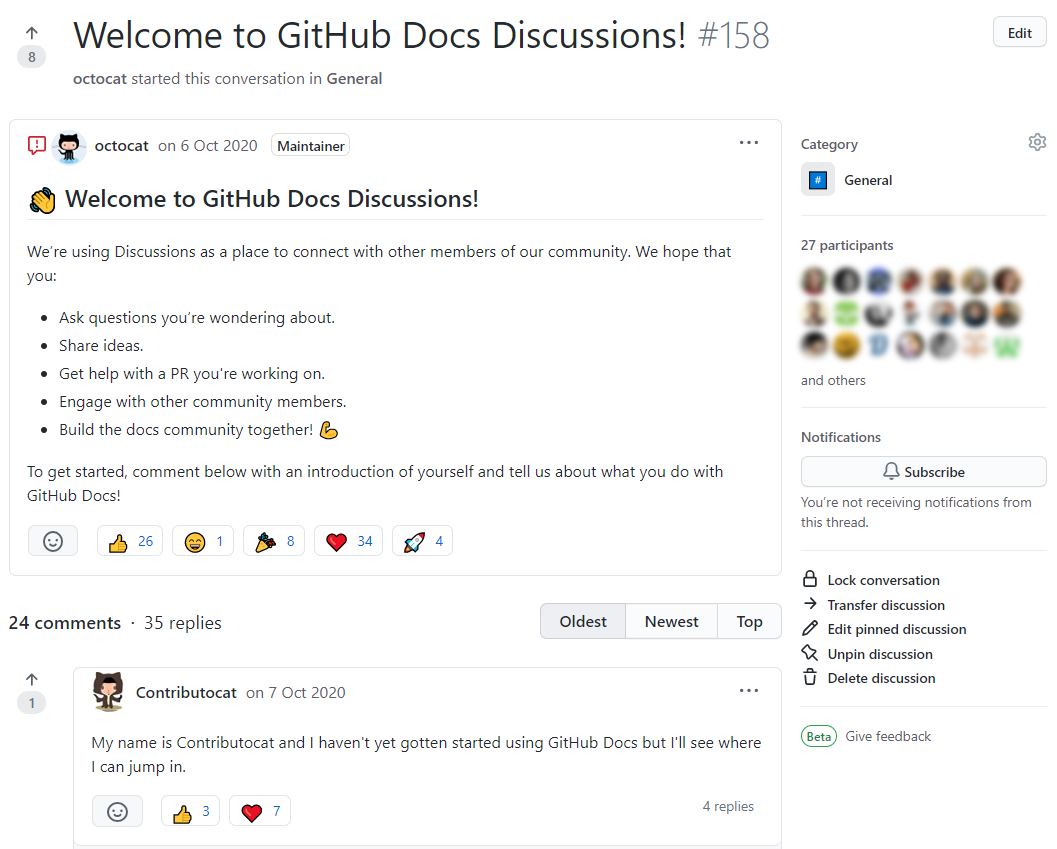 Welcome to GitHub Docs Discussions! #158
Edit
8
octocat started this conversation in General
octocat on 6 Oct 2020 Maintainer
👋 Welcome to GitHub Docs Discussions!
We're using Discussions as a place to connect with other members of our community. We hope that
you:
• Ask questions you're wondering about.
• Share ideas.
• Get help with a PR you're working on.
• Engage with other community members.
• Build the docs community together! 💪
To get started, comment below with an introduction of yourself and tell us about what you do with
GitHub Docs!
👍 26 😄 1 🎉 8 ❤️ 34 🚀 4
24 comments · 35 replies
Oldest Newest Top
1
Contributocat on 7 Oct 2020
My name is Contributocat and I haven't yet gotten started using GitHub Docs but I'll see where
I can jump in.
👍 3 ❤️ 7
4 replies
Category
# General
27 participants
and others
Notifications
Subscribe
You're not receiving notifications from
this thread.
Lock conversation
Transfer discussion
Edit pinned discussion
Unpin discussion
Delete discussion
Beta Give feedback